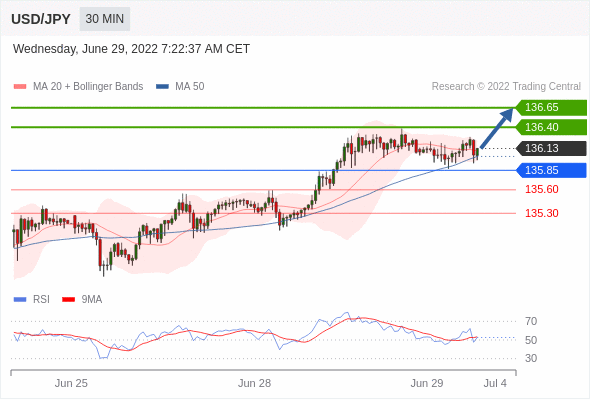 USD/JPY 30 MIN
Wednesday, June 29, 2022 7:22:37 AM CET
MA 20 + Bollinger Bands MA 50 Research © 2022 Trading Central
136.65
136.40
136.13
135.85
135.60
135.30
RSI 9MA
70
50
30
Jun 25 Jun 28 Jun 29 Jul 4